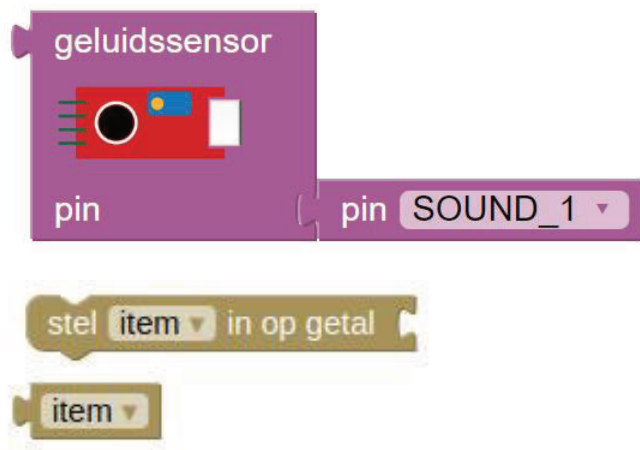 geluidssensor
pin pin SOUND_1
stel item in op getal
item